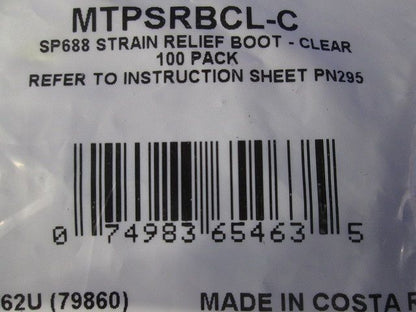 MTPSRBCL-C
SP688 STRAIN RELIEF BOOT - CLEAR
100 PACK
REFER TO INSTRUCTION SHEET PN295
0 74983 65463 5
62U (79860) MADE IN COSTA R